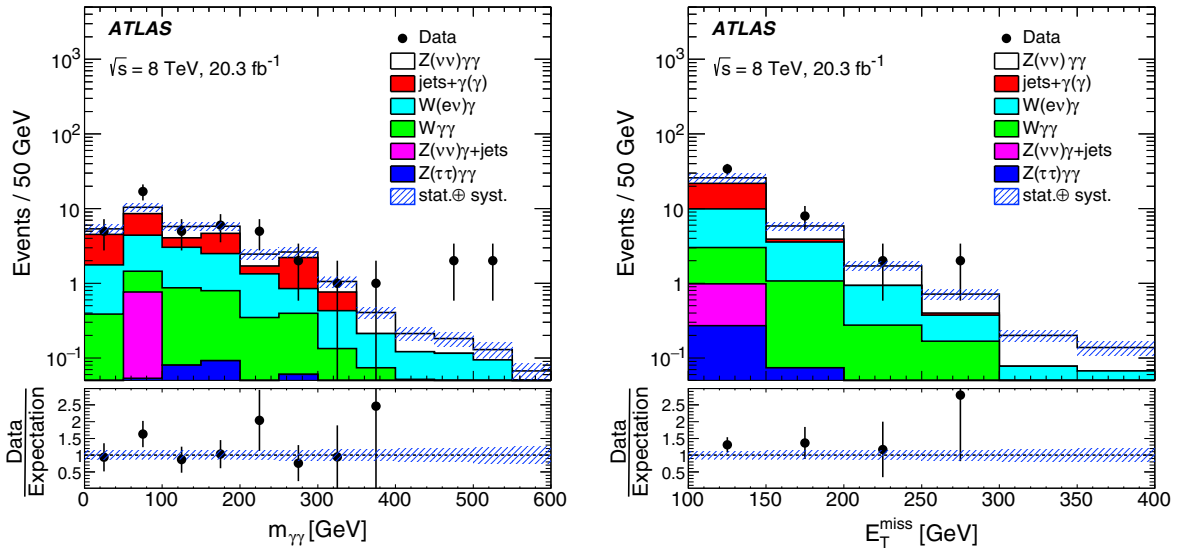 ATLAS
√s = 8 TeV, 20.3 fb⁻¹
Data
Z(νν)γγ
jets+γ(γ)
W(eν)γ
Wγγ
Z(νν)γ+jets
Z(ττ)γγ
stat.⊕ syst.
Events / 50 GeV
10³
10²
10
1
10⁻¹
Data
Expectation
2.5
2
1.5
1
0.5
0 100 200 300 400 500 600
mγγ [GeV]
ATLAS
√s = 8 TeV, 20.3 fb⁻¹
Data
Z(νν) γγ
jets+γ(γ)
W(eν)γ
Wγγ
Z(νν)γ+jets
Z(ττ)γγ
stat.⊕ syst.
Events / 50 GeV
10³
10²
10
1
10⁻¹
Data
Expectation
2.5
2
1.5
1
0.5
100 150 200 250 300 350 400
E_T^miss [GeV]